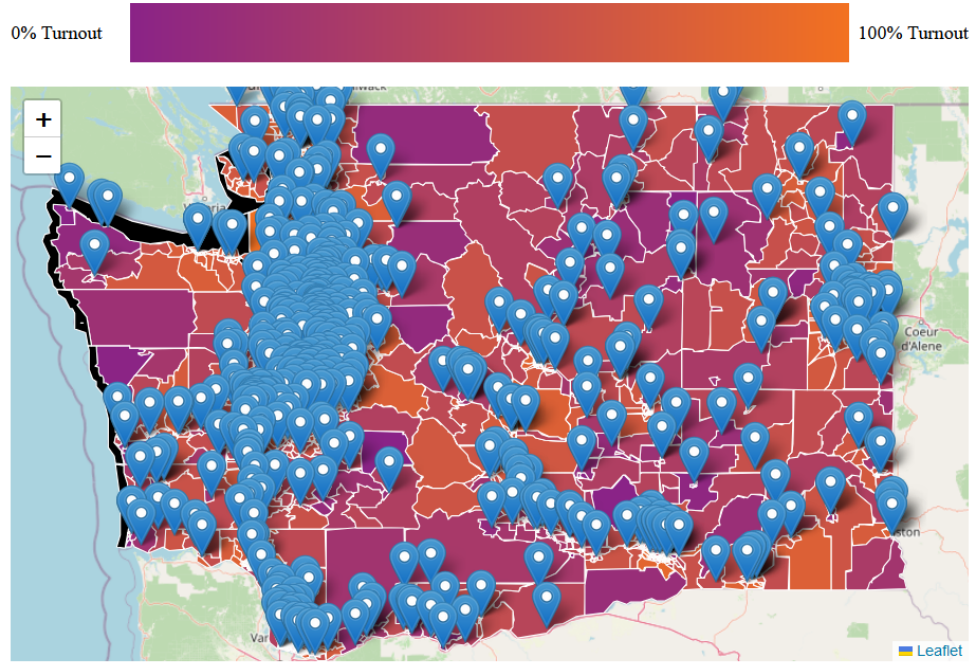 0% Turnout
100% Turnout
+
−
Coeur
d'Alene
Leaflet